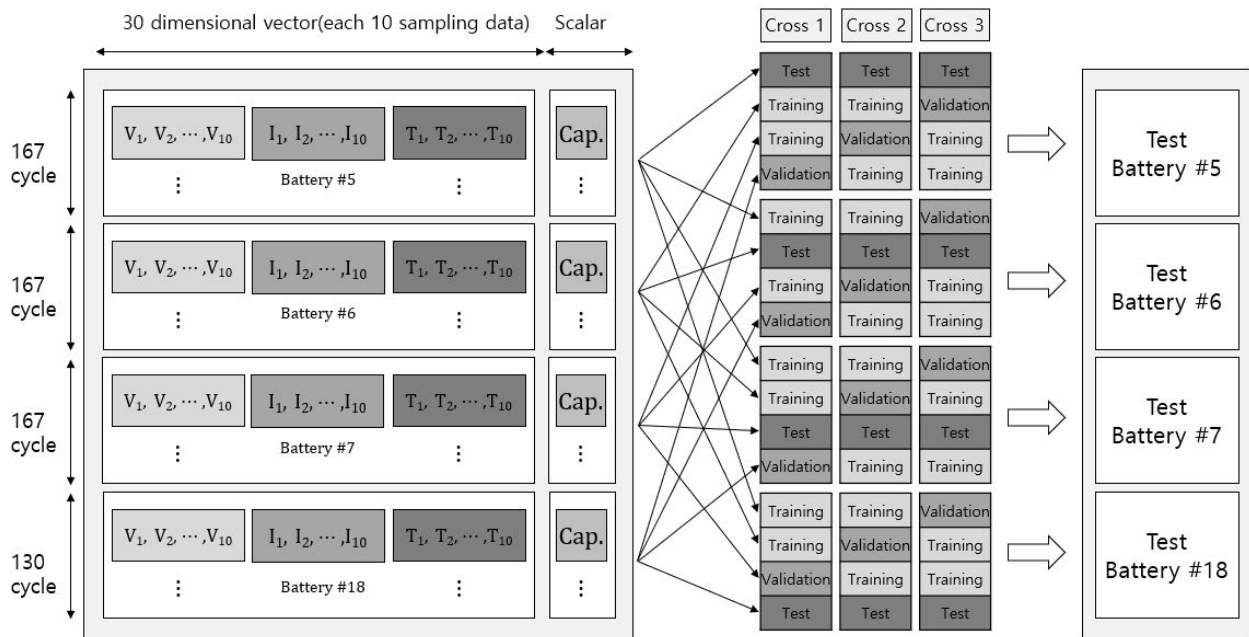 30 dimensional vector(each 10 sampling data)
Scalar
Cross 1
Cross 2
Cross 3
167
cycle
V₁, V₂, ⋯ ,V₁₀
I₁, I₂, ⋯ ,I₁₀
T₁, T₂, ⋯ ,T₁₀
Cap.
⋮
Battery #5
⋮
⋮
167
cycle
V₁, V₂, ⋯ ,V₁₀
I₁, I₂, ⋯ ,I₁₀
T₁, T₂, ⋯ ,T₁₀
Cap.
⋮
Battery #6
⋮
⋮
167
cycle
V₁, V₂, ⋯ ,V₁₀
I₁, I₂, ⋯ ,I₁₀
T₁, T₂, ⋯ ,T₁₀
Cap.
⋮
Battery #7
⋮
⋮
130
cycle
V₁, V₂, ⋯ ,V₁₀
I₁, I₂, ⋯ ,I₁₀
T₁, T₂, ⋯ ,T₁₀
Cap.
⋮
Battery #18
⋮
⋮
Test Test Test
Training Training Validation
Training Validation Training
Validation Training Training
Training Training Validation
Test Test Test
Training Validation Training
Validation Training Training
Training Training Validation
Training Validation Training
Test Test Test
Validation Training Training
Training Training Validation
Training Validation Training
Validation Training Training
Test Test Test
Test
Battery #5
Test
Battery #6
Test
Battery #7
Test
Battery #18